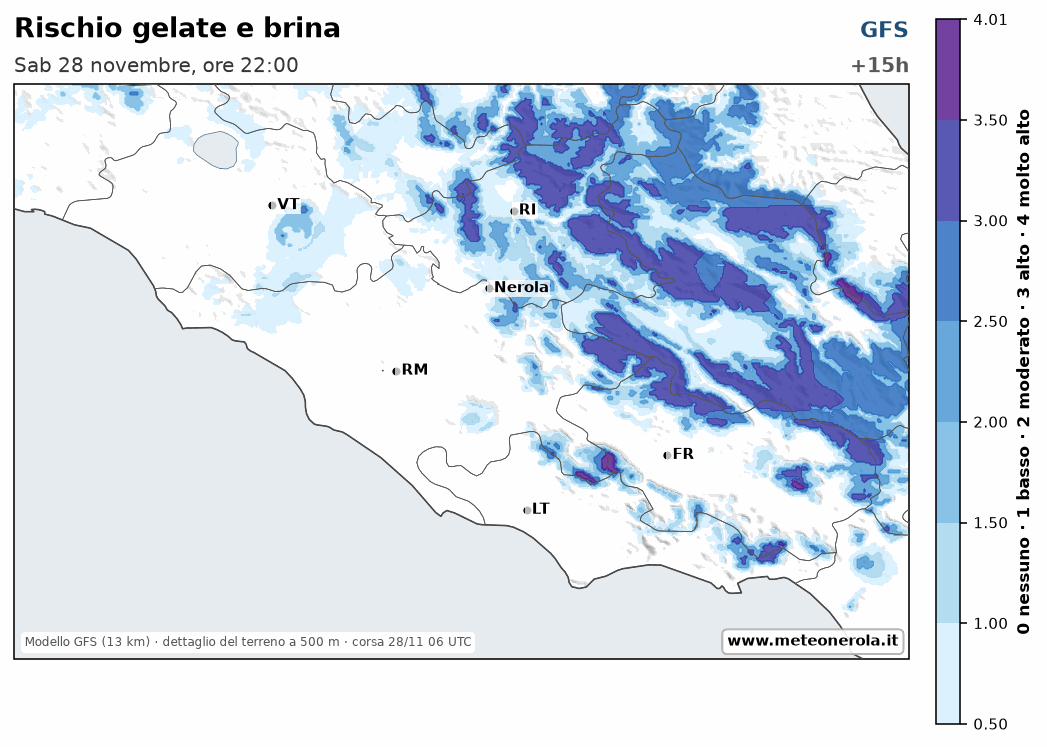 Rischio gelate e brina
GFS
Sab 28 novembre, ore 22:00
+15h
4.01
3.50
3.00
2.50
2.00
1.50
1.00
0.50
0 nessuno · 1 basso · 2 moderato · 3 alto · 4 molto alto
VT
RI
Nerola
RM
FR
LT
Modello GFS (13 km) · dettaglio del terreno a 500 m · corsa 28/11 06 UTC
www.meteonerola.it